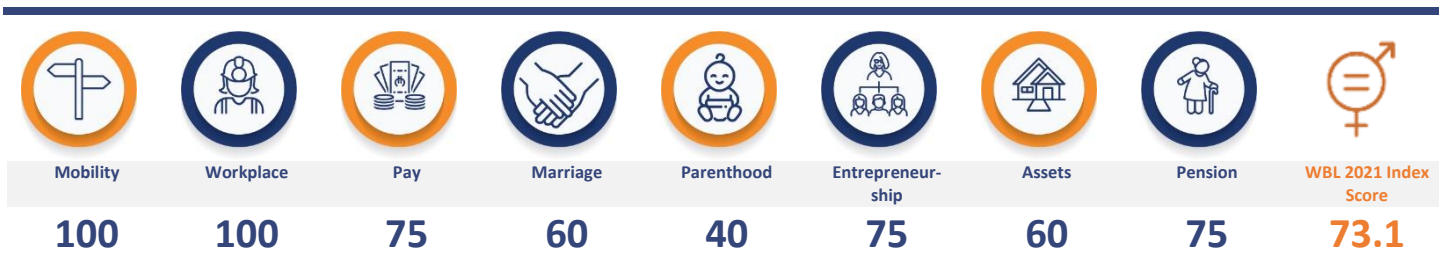 Mobility
Workplace
Pay
Marriage
Parenthood
Entrepreneur-
ship
Assets
Pension
WBL 2021 Index
Score
100
100
75
60
40
75
60
75
73.1